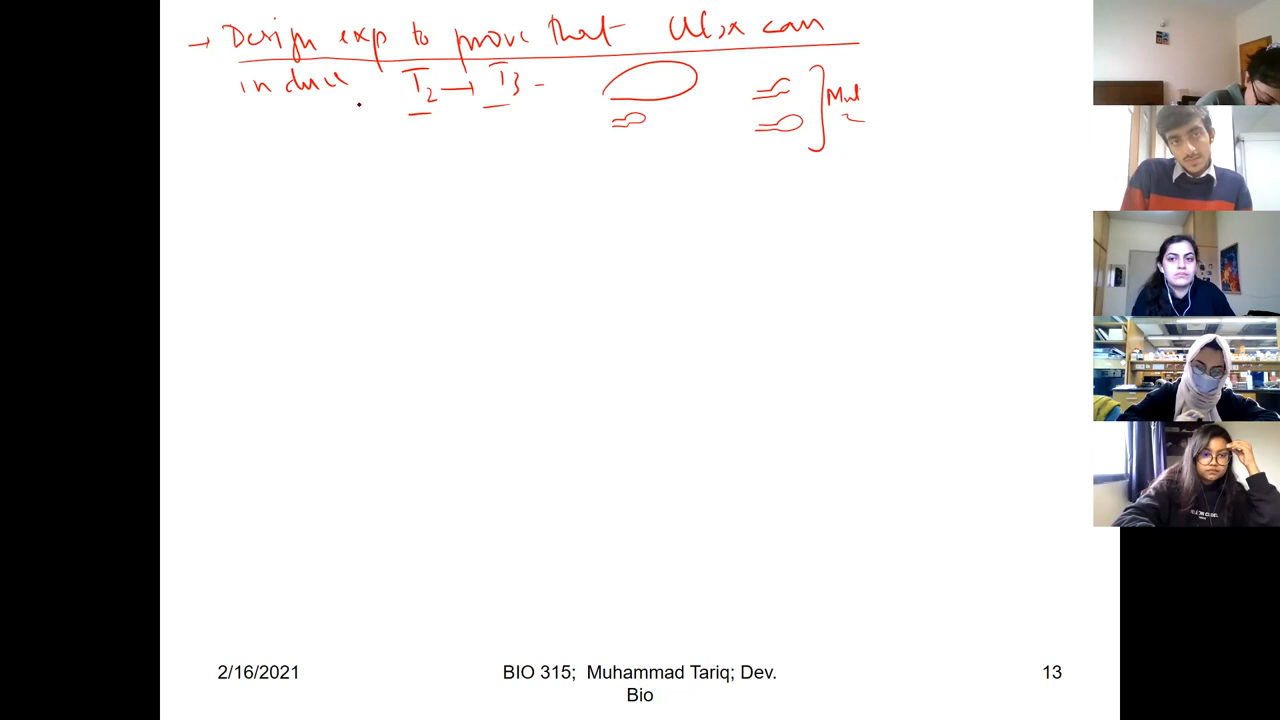 → Design exp to prove that Ubx can
induce T2 → T3 -
Mut
2/16/2021
BIO 315; Muhammad Tariq; Dev.
Bio
13